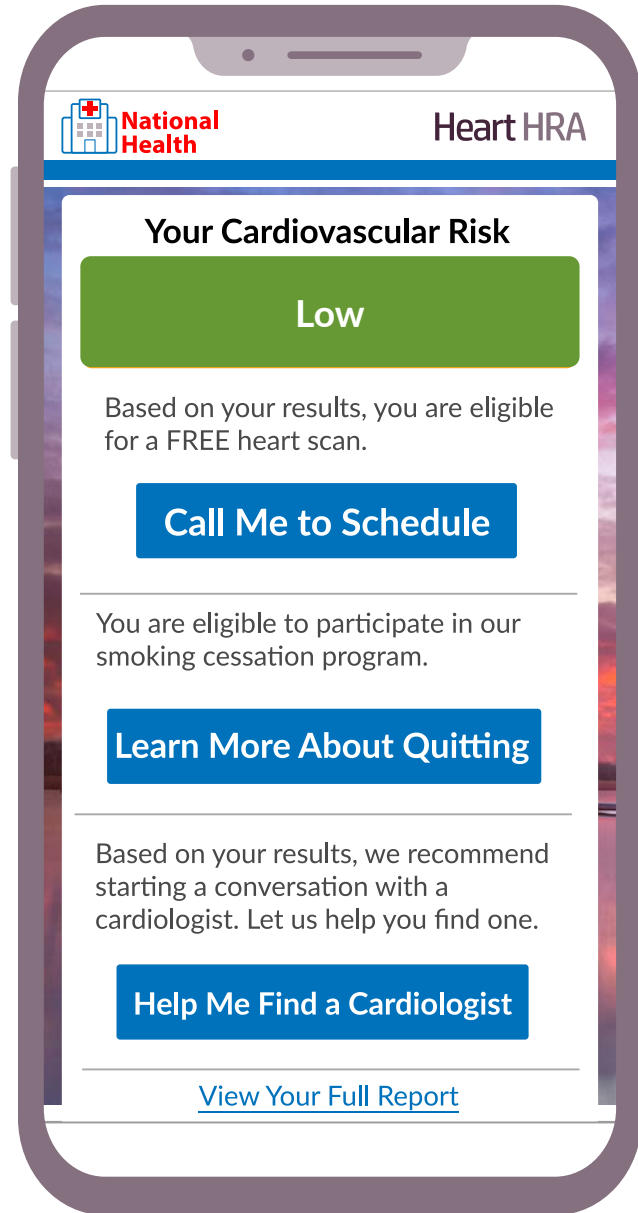 National
Health
Heart HRA
Your Cardiovascular Risk
Low
Based on your results, you are eligible
for a FREE heart scan.
Call Me to Schedule
You are eligible to participate in our
smoking cessation program.
Learn More About Quitting
Based on your results, we recommend
starting a conversation with a
cardiologist. Let us help you find one.
Help Me Find a Cardiologist
View Your Full Report